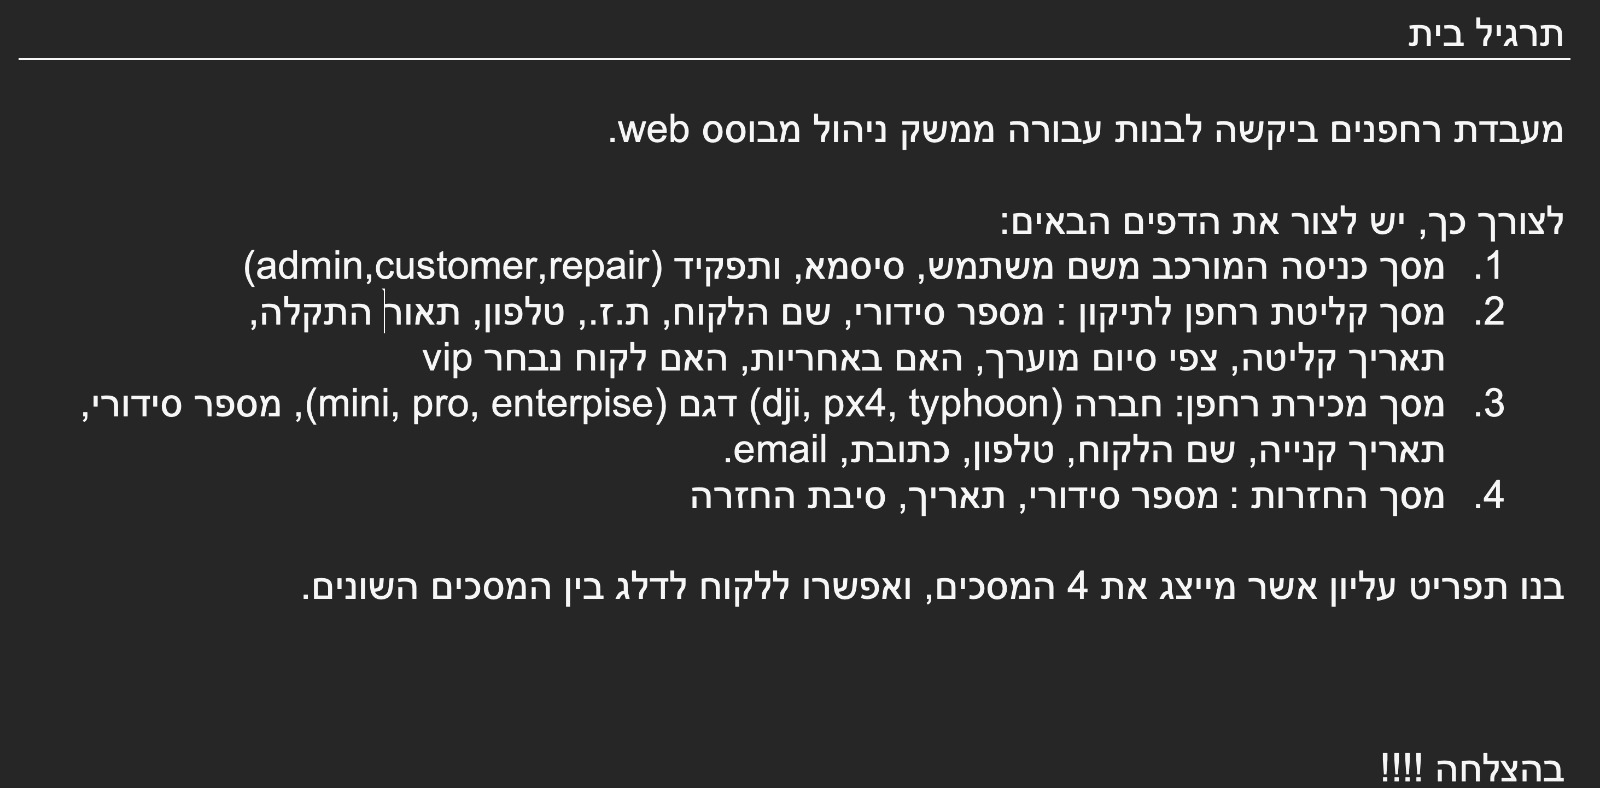 תרגיל בית
מעבדת רחפנים ביקשה לבנות עבורה ממשק ניהול מבוסס web.
לצורך כך, יש לצור את הדפים הבאים:
1. מסך כניסה המורכב משם משתמש, סיסמא, ותפקיד (admin,customer,repair)
2. מסך קליטת רחפן לתיקון : מספר סידורי, שם הלקוח, ת.ז., טלפון, תאור התקלה,
תאריך קליטה, צפי סיום מוערך, האם באחריות, האם לקוח נבחר vip
3. מסך מכירת רחפן: חברה (dji, px4, typhoon) דגם (mini, pro, enterpise), מספר סידורי,
תאריך קנייה, שם הלקוח, טלפון, כתובת, email.
4. מסך החזרות : מספר סידורי, תאריך, סיבת החזרה
בנו תפריט עליון אשר מייצג את 4 המסכים, ואפשרו ללקוח לדלג בין המסכים השונים.
בהצלחה !!!!